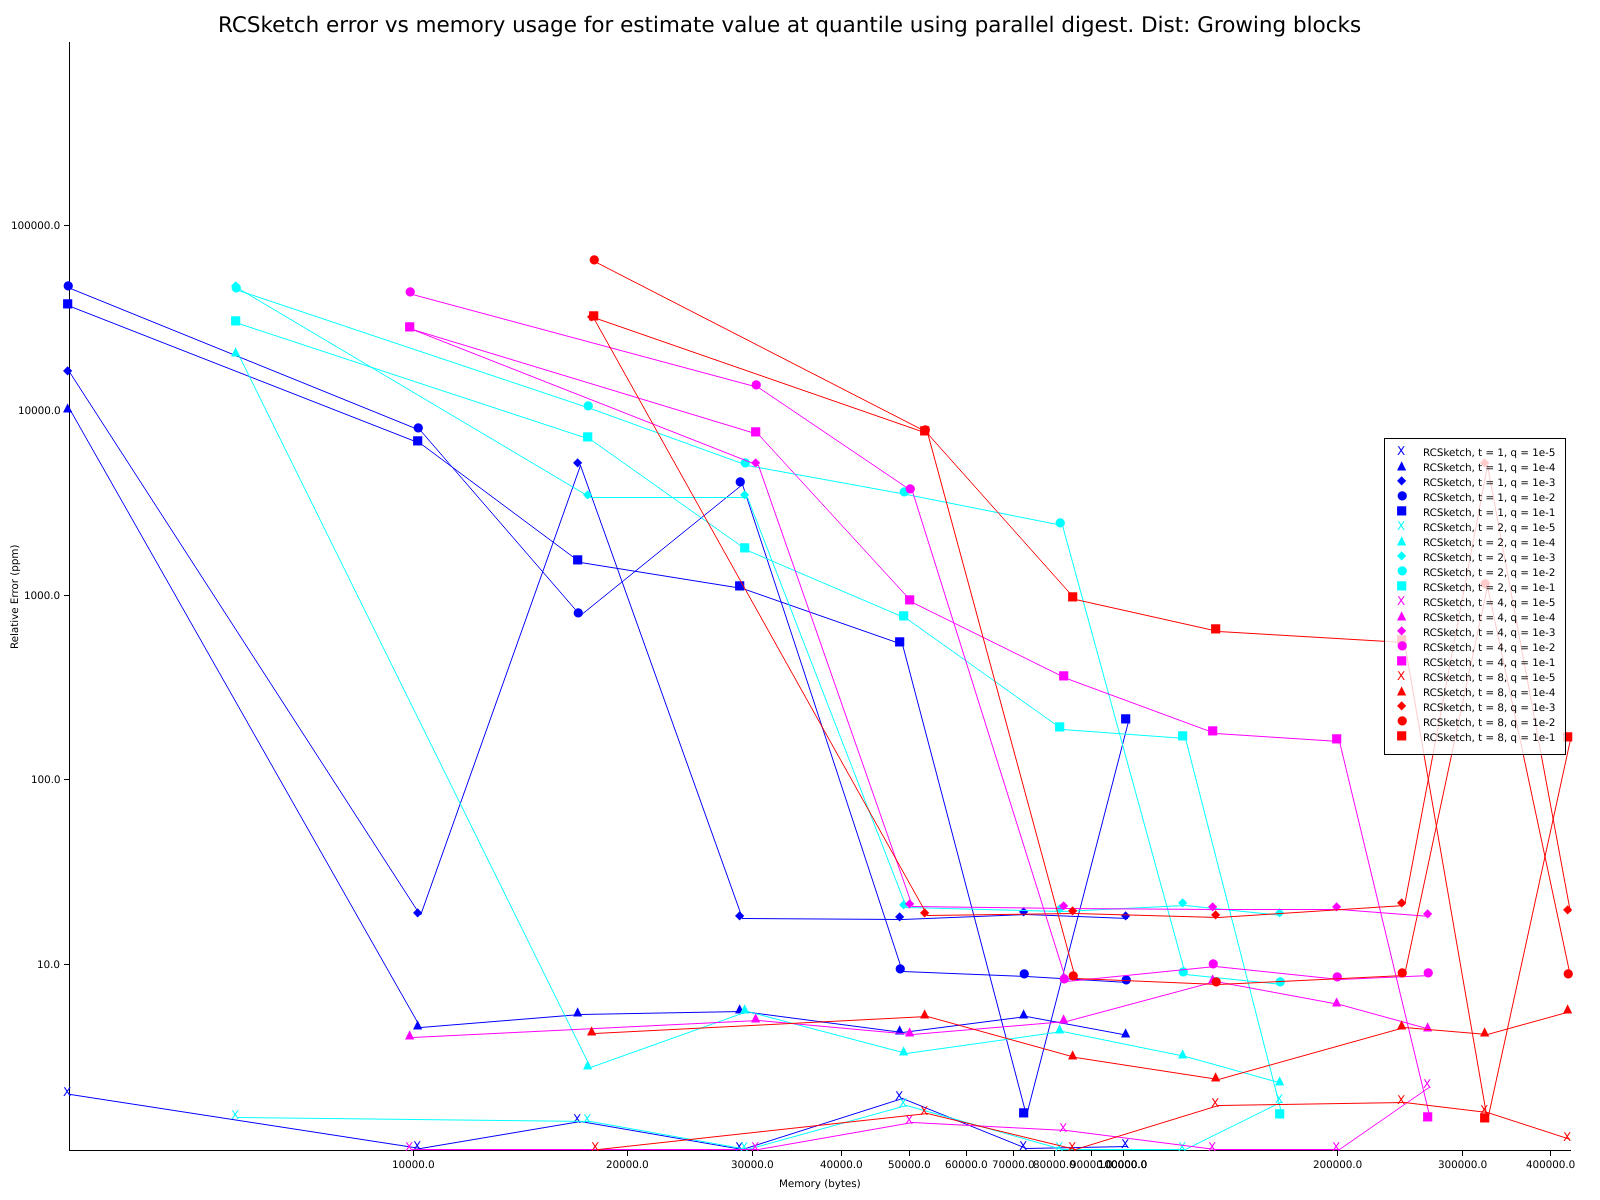 RCSketch error vs memory usage for estimate value at quantile using parallel digest. Dist: Growing blocks
100000.0
10000.0
1000.0
100.0
10.0
Relative Error (ppm)
RCSketch, t = 1, q = 1e-5
RCSketch, t = 1, q = 1e-4
RCSketch, t = 1, q = 1e-3
RCSketch, t = 1, q = 1e-2
RCSketch, t = 1, q = 1e-1
RCSketch, t = 2, q = 1e-5
RCSketch, t = 2, q = 1e-4
RCSketch, t = 2, q = 1e-3
RCSketch, t = 2, q = 1e-2
RCSketch, t = 2, q = 1e-1
RCSketch, t = 4, q = 1e-5
RCSketch, t = 4, q = 1e-4
RCSketch, t = 4, q = 1e-3
RCSketch, t = 4, q = 1e-2
RCSketch, t = 4, q = 1e-1
RCSketch, t = 8, q = 1e-5
RCSketch, t = 8, q = 1e-4
RCSketch, t = 8, q = 1e-3
RCSketch, t = 8, q = 1e-2
RCSketch, t = 8, q = 1e-1
10000.0 20000.0 30000.0 40000.0 50000.0 60000.0 70000.0 80000.0 90000.0 100000.0 200000.0 300000.0 400000.0
Memory (bytes)